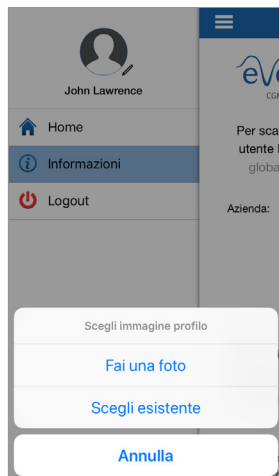 John Lawrence
Home
Informazioni
Logout
CGM
Per sca
utente
globa
Azienda:
Scegli immagine profilo
Fai una foto
Scegli esistente
Annulla